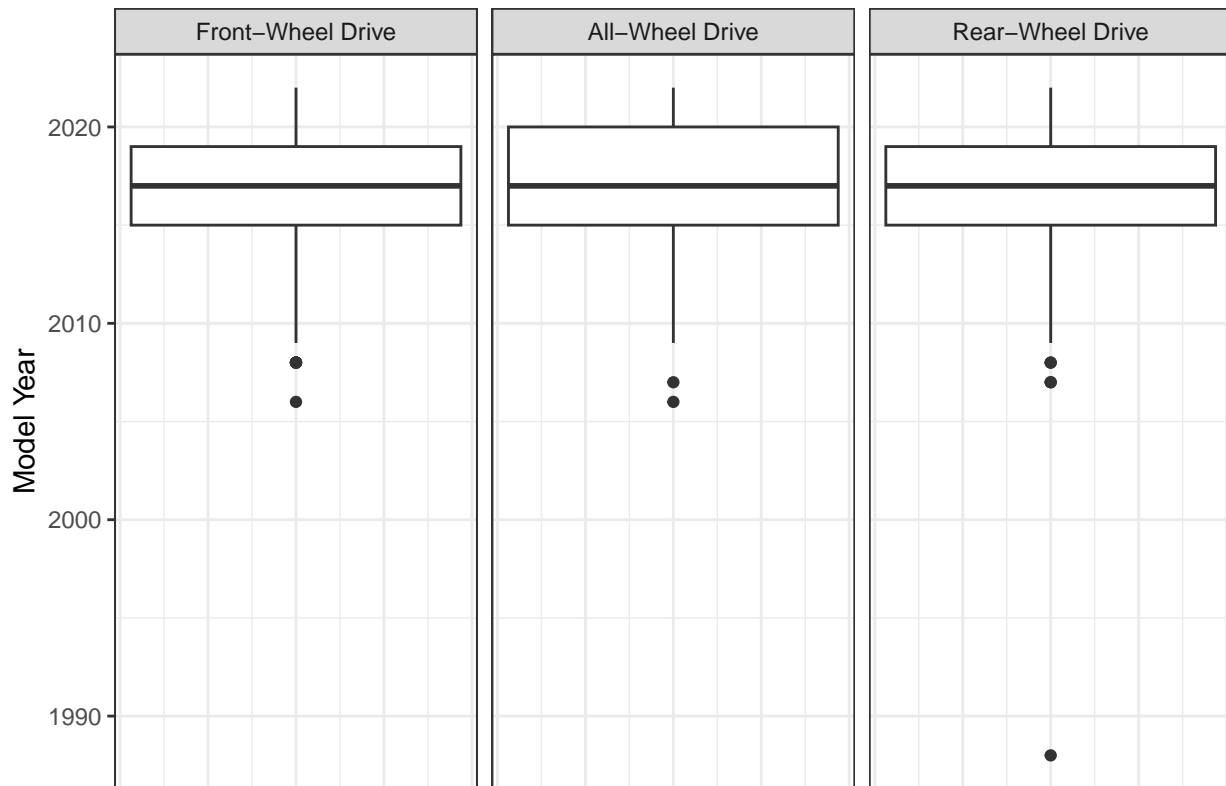 Front−Wheel Drive
All−Wheel Drive
Rear−Wheel Drive
2020
2010
2000
1990
Model Year